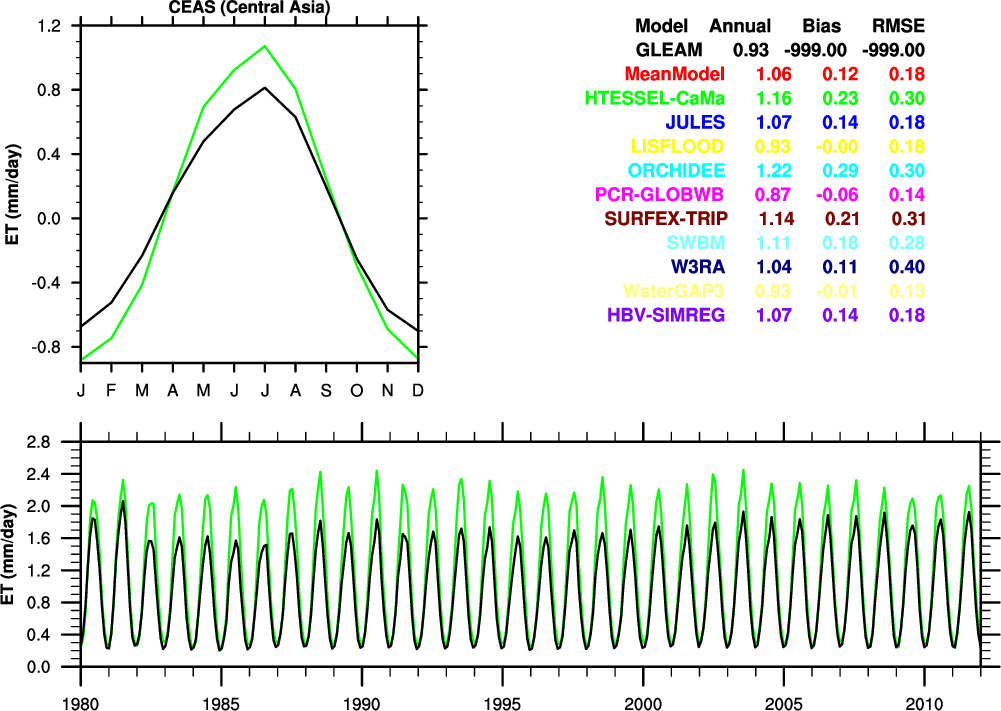 CEAS (Central Asia)
Model Annual Bias RMSE
GLEAM 0.93 -999.00 -999.00
MeanModel 1.06 0.12 0.18
HTESSEL-CaMa 1.16 0.23 0.30
JULES 1.07 0.14 0.18
LISFLOOD 0.93 -0.00 0.18
ORCHIDEE 1.22 0.29 0.30
PCR-GLOBWB 0.87 -0.06 0.14
SURFEX-TRIP 1.14 0.21 0.31
SWBM 1.11 0.18 0.28
W3RA 1.04 0.11 0.40
WaterGAP3 0.93 -0.01 0.13
HBV-SIMREG 1.07 0.14 0.18
ET (mm/day)
1.2
0.8
0.4
0.0
-0.4
-0.8
J F M A M J J A S O N D
ET (mm/day)
2.8
2.4
2.0
1.6
1.2
0.8
0.4
0.0
1980 1985 1990 1995 2000 2005 2010